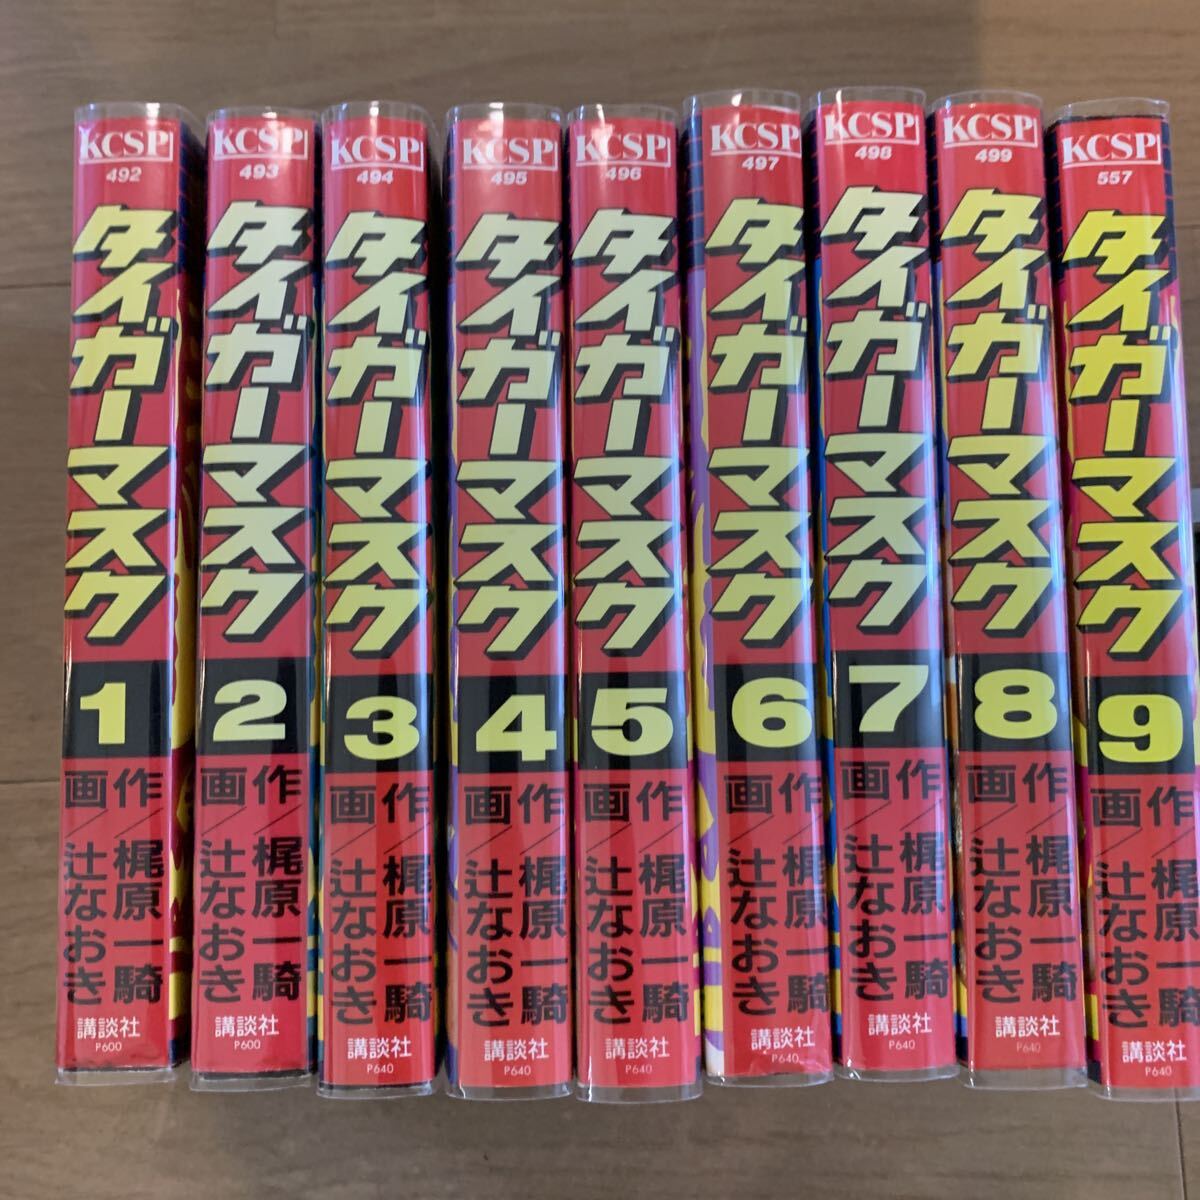 KCSP
492
タイガーマスク
1
作/梶原一騎
画/辻なおき
講談社
P600
KCSP
493
タイガーマスク
2
作/梶原一騎
画/辻なおき
講談社
P600
KCSP
494
タイガーマスク
3
作/梶原一騎
画/辻なおき
講談社
P640
KCSP
495
タイガーマスク
4
作/梶原一騎
画/辻なおき
講談社
P640
KCSP
496
タイガーマスク
5
作/梶原一騎
画/辻なおき
講談社
P640
KCSP
497
タイガーマスク
6
作/梶原一騎
画/辻なおき
講談社
P640
KCSP
498
タイガーマスク
7
作/梶原一騎
画/辻なおき
講談社
P640
KCSP
499
タイガーマスク
8
作/梶原一騎
画/辻なおき
講談社
P640
KCSP
557
タイガーマスク
9
作/梶原一騎
画/辻なおき
講談社
P640